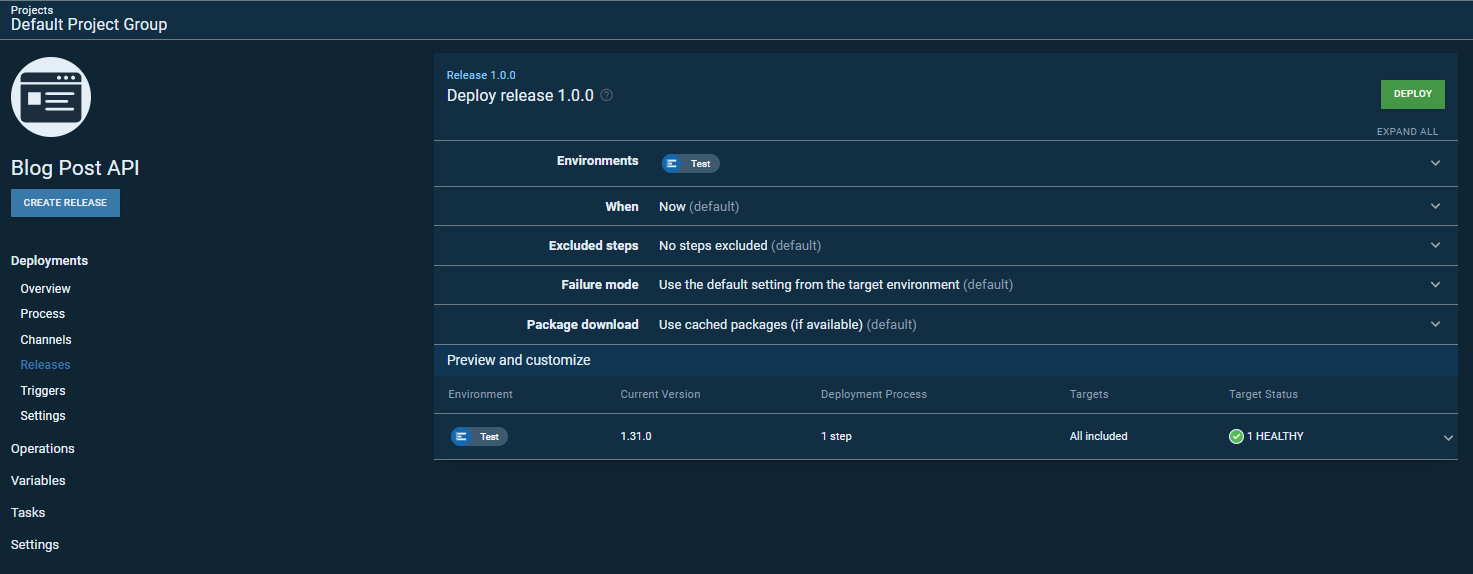 Projects
Default Project Group
Blog Post API
CREATE RELEASE
Deployments
Overview
Process
Channels
Releases
Triggers
Settings
Operations
Variables
Tasks
Settings
Release 1.0.0
Deploy release 1.0.0
DEPLOY
EXPAND ALL
Environments Test
When Now (default)
Excluded steps No steps excluded (default)
Failure mode Use the default setting from the target environment (default)
Package download Use cached packages (if available) (default)
Preview and customize
Environment Current Version Deployment Process Targets Target Status
Test 1.31.0 1 step All included 1 HEALTHY